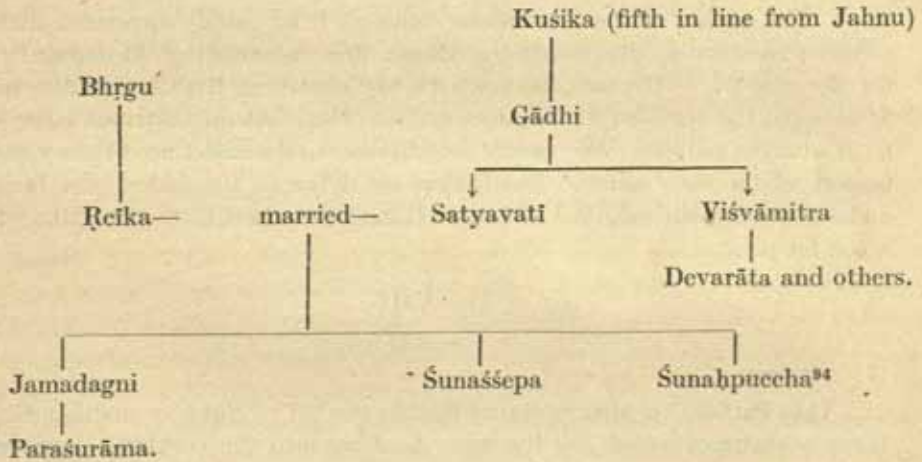 Kuśika (fifth in line from Jahnu)
Bhṛgu
Gādhi
Ṛcīka— married— Satyavatī Viśvāmitra
Devarāta and others.
Jamadagni Śunaśśepa Śunaḥpuccha⁹⁴
Paraśurāma.